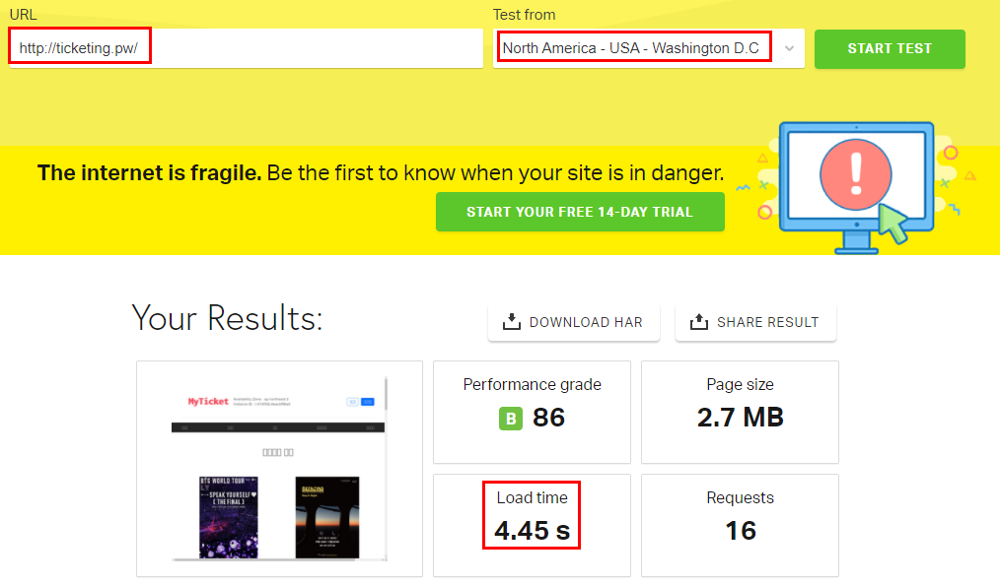 URL
Test from
http://ticketing.pw/
North America - USA - Washington D.C
START TEST
The internet is fragile. Be the first to know when your site is in danger.
START YOUR FREE 14-DAY TRIAL
Your Results:
DOWNLOAD HAR
SHARE RESULT
MyTicket
BTS WORLD TOUR
SPEAK YOURSELF
[THE FINAL]
Performance grade
B 86
Page size
2.7 MB
Load time
4.45 s
Requests
16